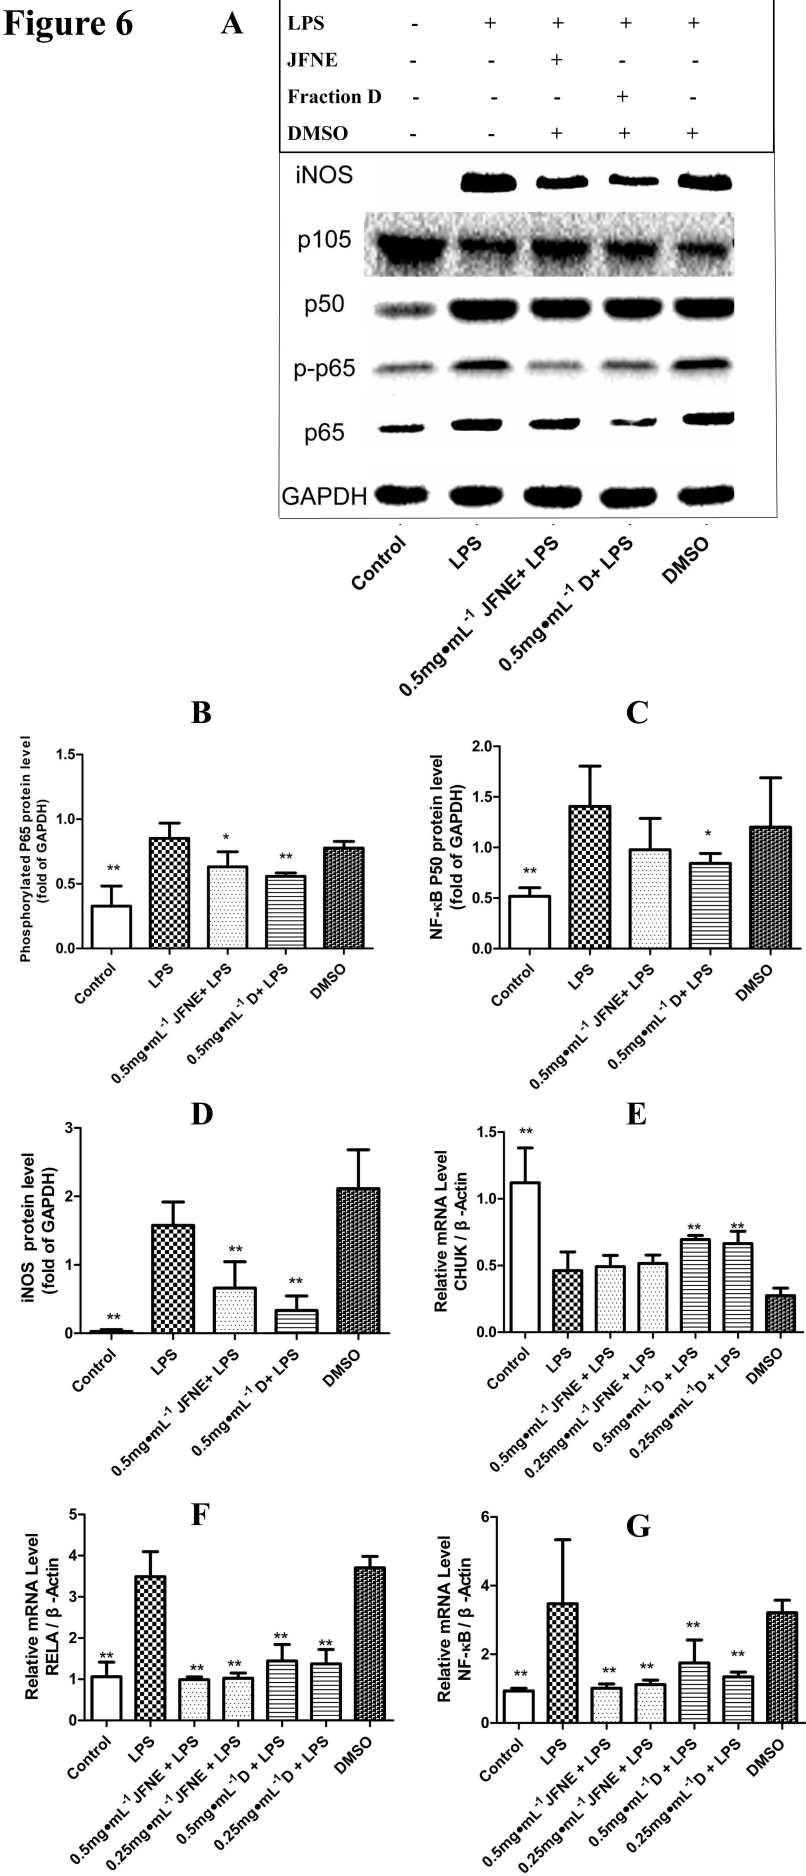 Figure 6
A
LPS - + + + +
JFNE - - + - -
Fraction D - - - + -
DMSO - - + + +
iNOS
p105
p50
p-p65
p65
GAPDH
Control
LPS
0.5mg•mL-1 JFNE+ LPS
0.5mg•mL-1 D+ LPS
DMSO
B
Phosphorylated P65 protein level
(fold of GAPDH)
1.5
1.0
0.5
0.0
**
*
**
Control
LPS
0.5mg•mL-1 JFNE+ LPS
0.5mg•mL-1 D+ LPS
DMSO
C
NF-κB P50 protein level
(fold of GAPDH)
2.0
1.5
1.0
0.5
0.0
**
*
Control
LPS
0.5mg•mL-1 JFNE+ LPS
0.5mg•mL-1 D+ LPS
DMSO
D
iNOS protein level
(fold of GAPDH)
3
2
1
0
**
**
**
Control
LPS
0.5mg•mL-1 JFNE+ LPS
0.5mg•mL-1 D+ LPS
DMSO
E
Relative mRNA Level
CHUK / β -Actin
1.5
1.0
0.5
0.0
**
**
**
Control
LPS
0.5mg•mL-1 JFNE + LPS
0.25mg•mL-1 JFNE + LPS
0.5mg•mL-1D + LPS
0.25mg•mL-1D + LPS
DMSO
F
Relative mRNA Level
RELA / β -Actin
5
4
3
2
1
0
**
**
**
**
**
Control
LPS
0.5mg•mL-1 JFNE + LPS
0.25mg•mL-1 JFNE + LPS
0.5mg•mL-1D + LPS
0.25mg•mL-1D + LPS
DMSO
G
Relative mRNA Level
NF-κB / β -Actin
6
4
2
0
**
**
**
**
**
Control
LPS
0.5mg•mL-1 JFNE + LPS
0.25mg•mL-1 JFNE + LPS
0.5mg•mL-1D + LPS
0.25mg•mL-1D + LPS
DMSO